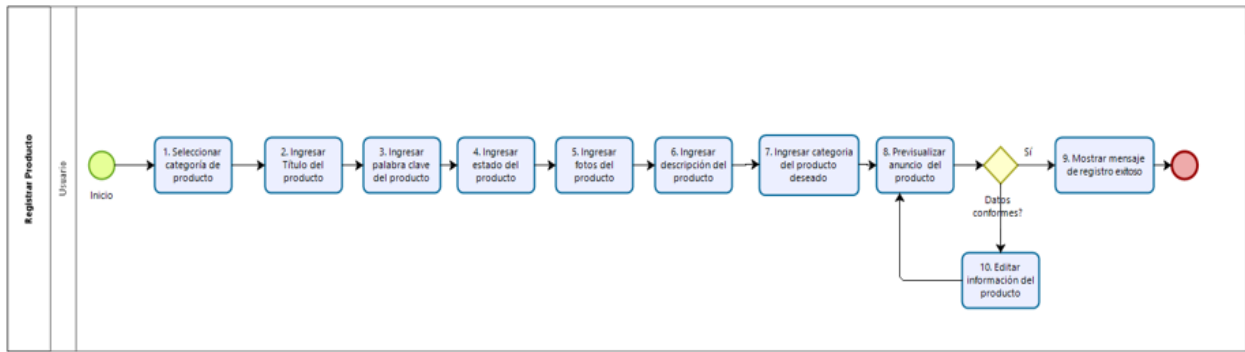 Registrar Producto
Usuario
Inicio
1. Seleccionar
categoría de
producto
2. Ingresar
Título del
producto
3. Ingresar
palabra clave
del producto
4. Ingresar
estado del
producto
5. Ingresar
fotos del
producto
6. Ingresar
descripción del
producto
7. Ingresar categoria
del producto
deseado
8. Previsualizar
anuncio del
producto
Datos
conformes?
Sí
9. Mostrar mensaje
de registro exitoso
10. Editar
información del
producto